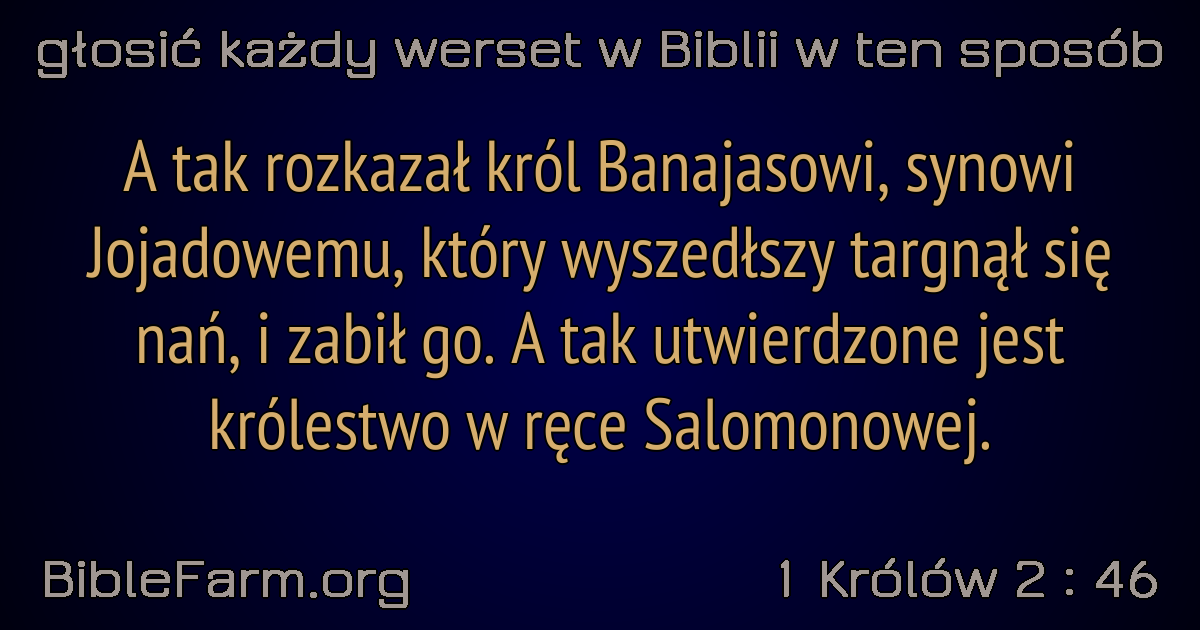 głosić każdy werset w Biblii w ten sposób
A tak rozkazał król Banajasowi, synowi
Jojadowemu, który wyszedłszy targnął się
nań, i zabił go. A tak utwierdzone jest
królestwo w ręce Salomonowej.
BibleFarm.org
1 Królów 2 : 46